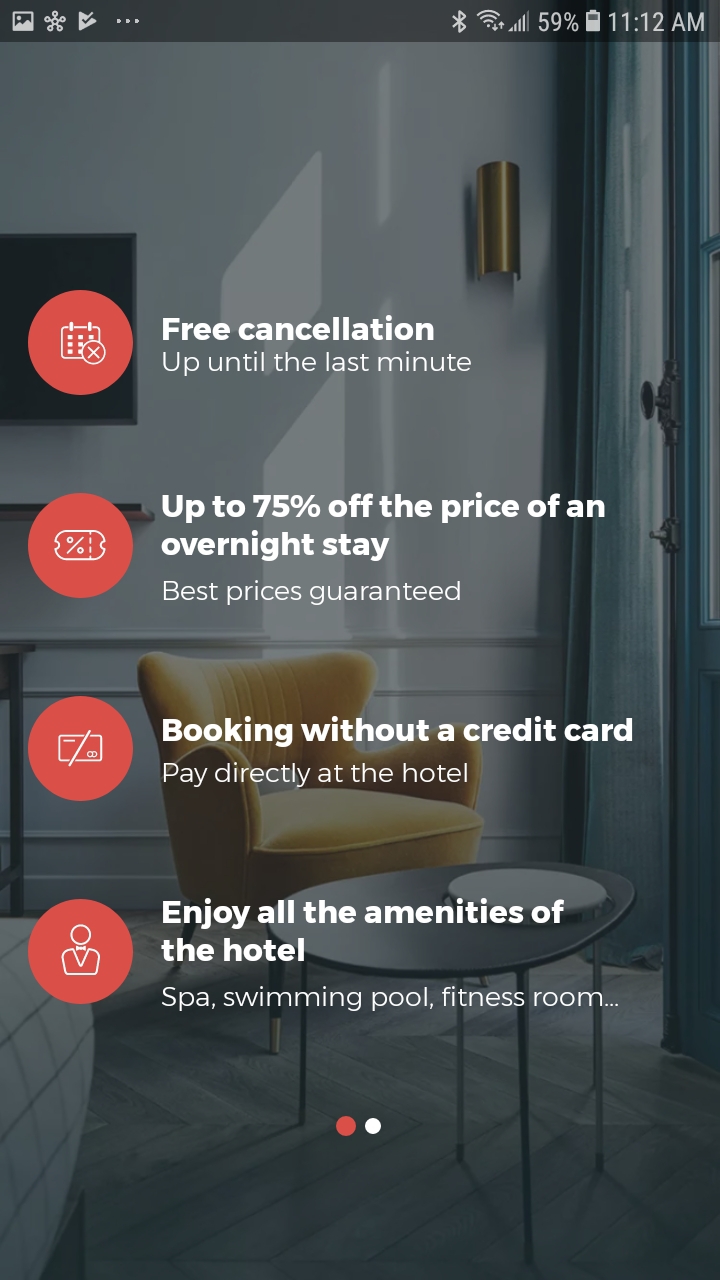 59% 11:12 AM
Free cancellation
Up until the last minute
Up to 75% off the price of an
overnight stay
Best prices guaranteed
Booking without a credit card
Pay directly at the hotel
Enjoy all the amenities of
the hotel
Spa, swimming pool, fitness room...